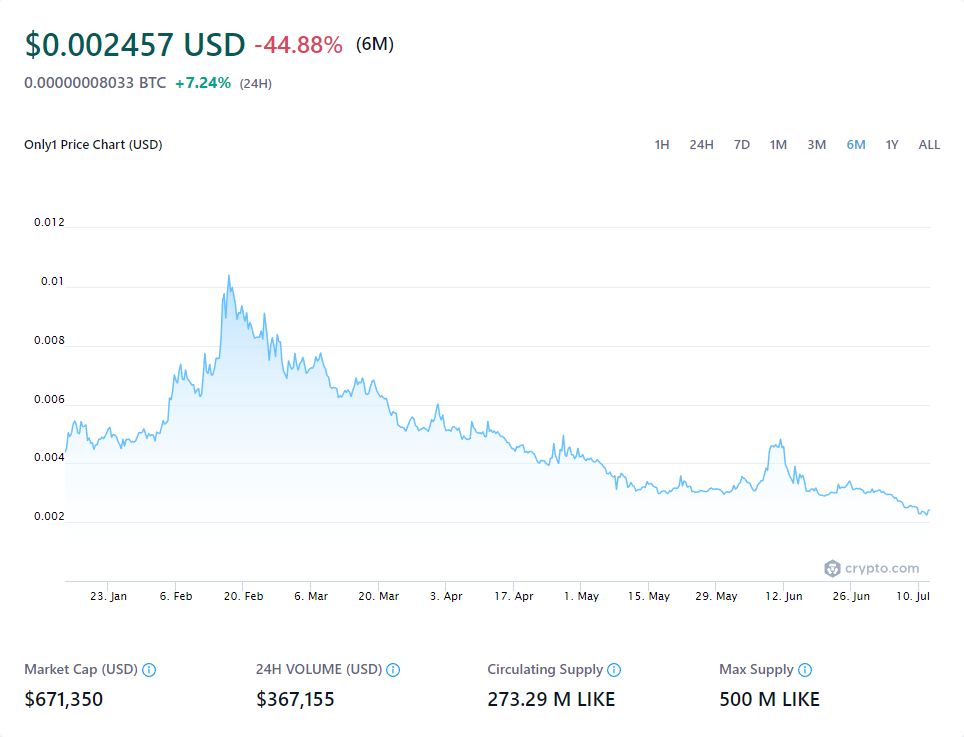 $0.002457 USD -44.88% (6M)
0.00000008033 BTC +7.24% (24H)
Only1 Price Chart (USD) 1H 24H 7D 1M 3M 6M 1Y ALL
0.012
0.01
0.008
0.006
0.004
0.002
crypto.com
23. Jan 6. Feb 20. Feb 6. Mar 20. Mar 3. Apr 17. Apr 1. May 15. May 29. May 12. Jun 26. Jun 10. Jul
Market Cap (USD) 24H VOLUME (USD) Circulating Supply Max Supply
$671,350 $367,155 273.29 M LIKE 500 M LIKE